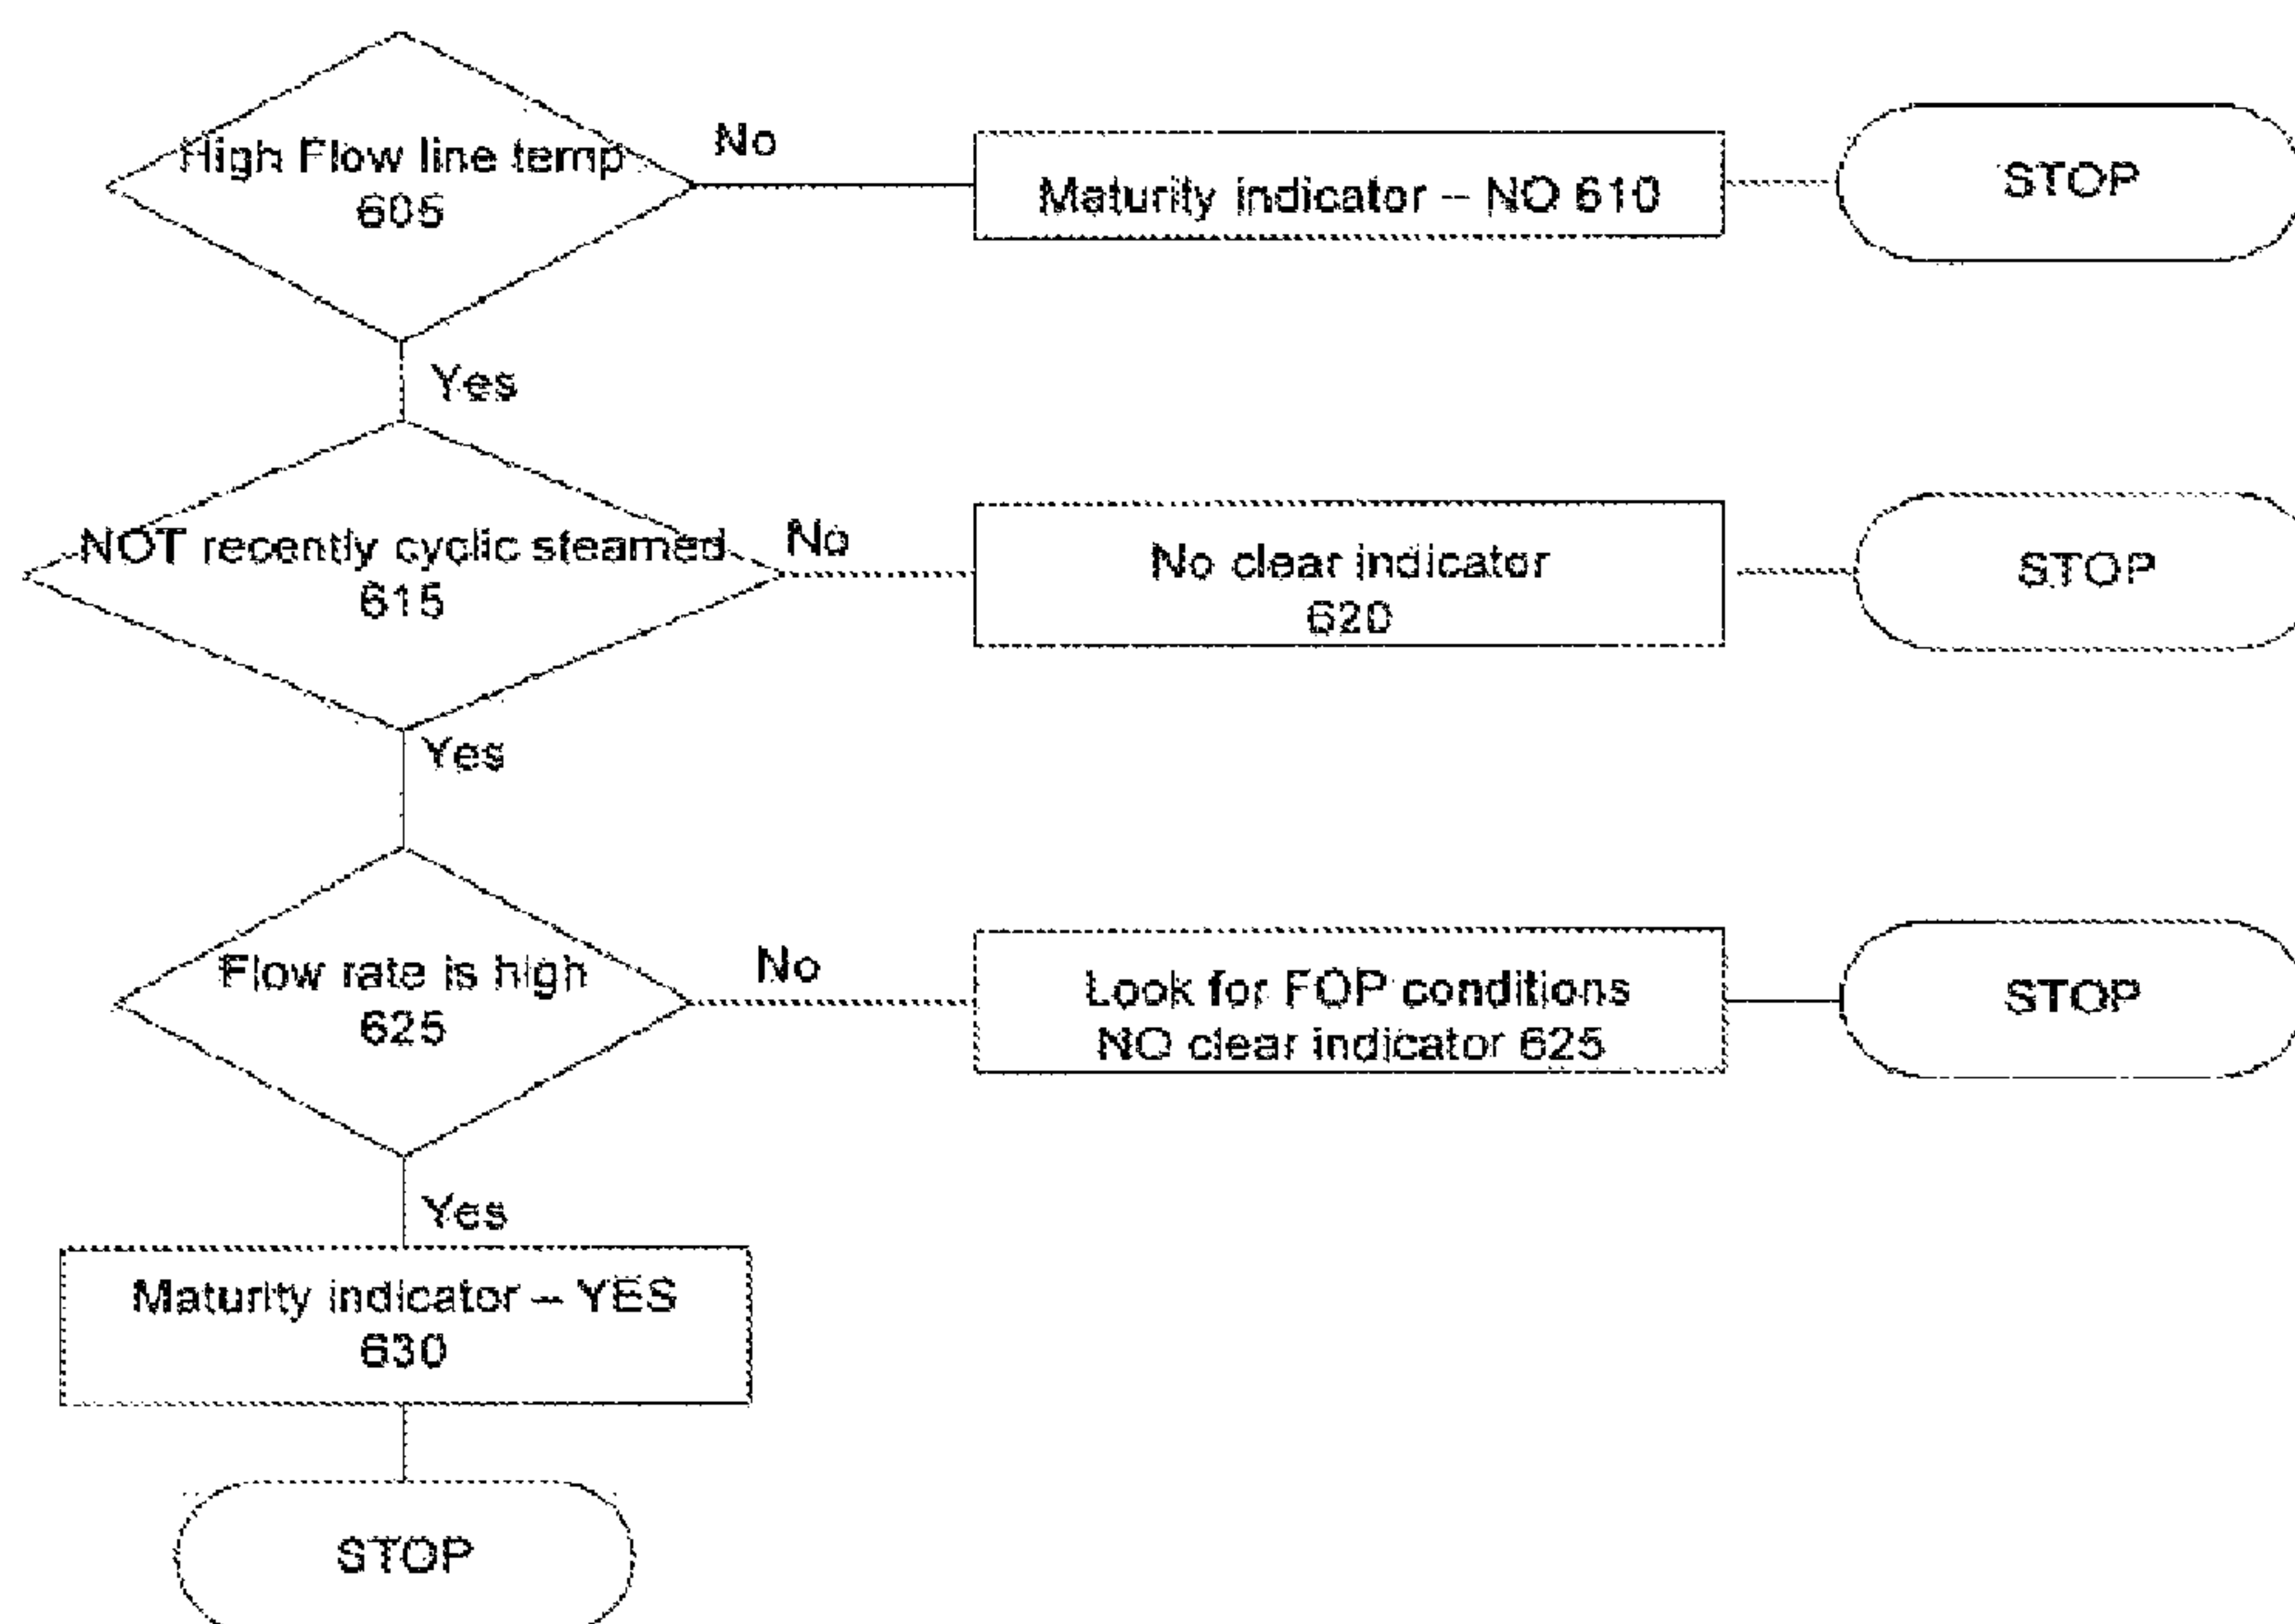 High Flow line temp
605
No
Maturity indicator – NO 610
STOP
Yes
NOT recently cyclic steamed
615
No
No clear indicator
620
STOP
Yes
Flow rate is high
625
No
Look for FOP conditions
NO clear indicator 625
STOP
Yes
Maturity indicator – YES
630
STOP